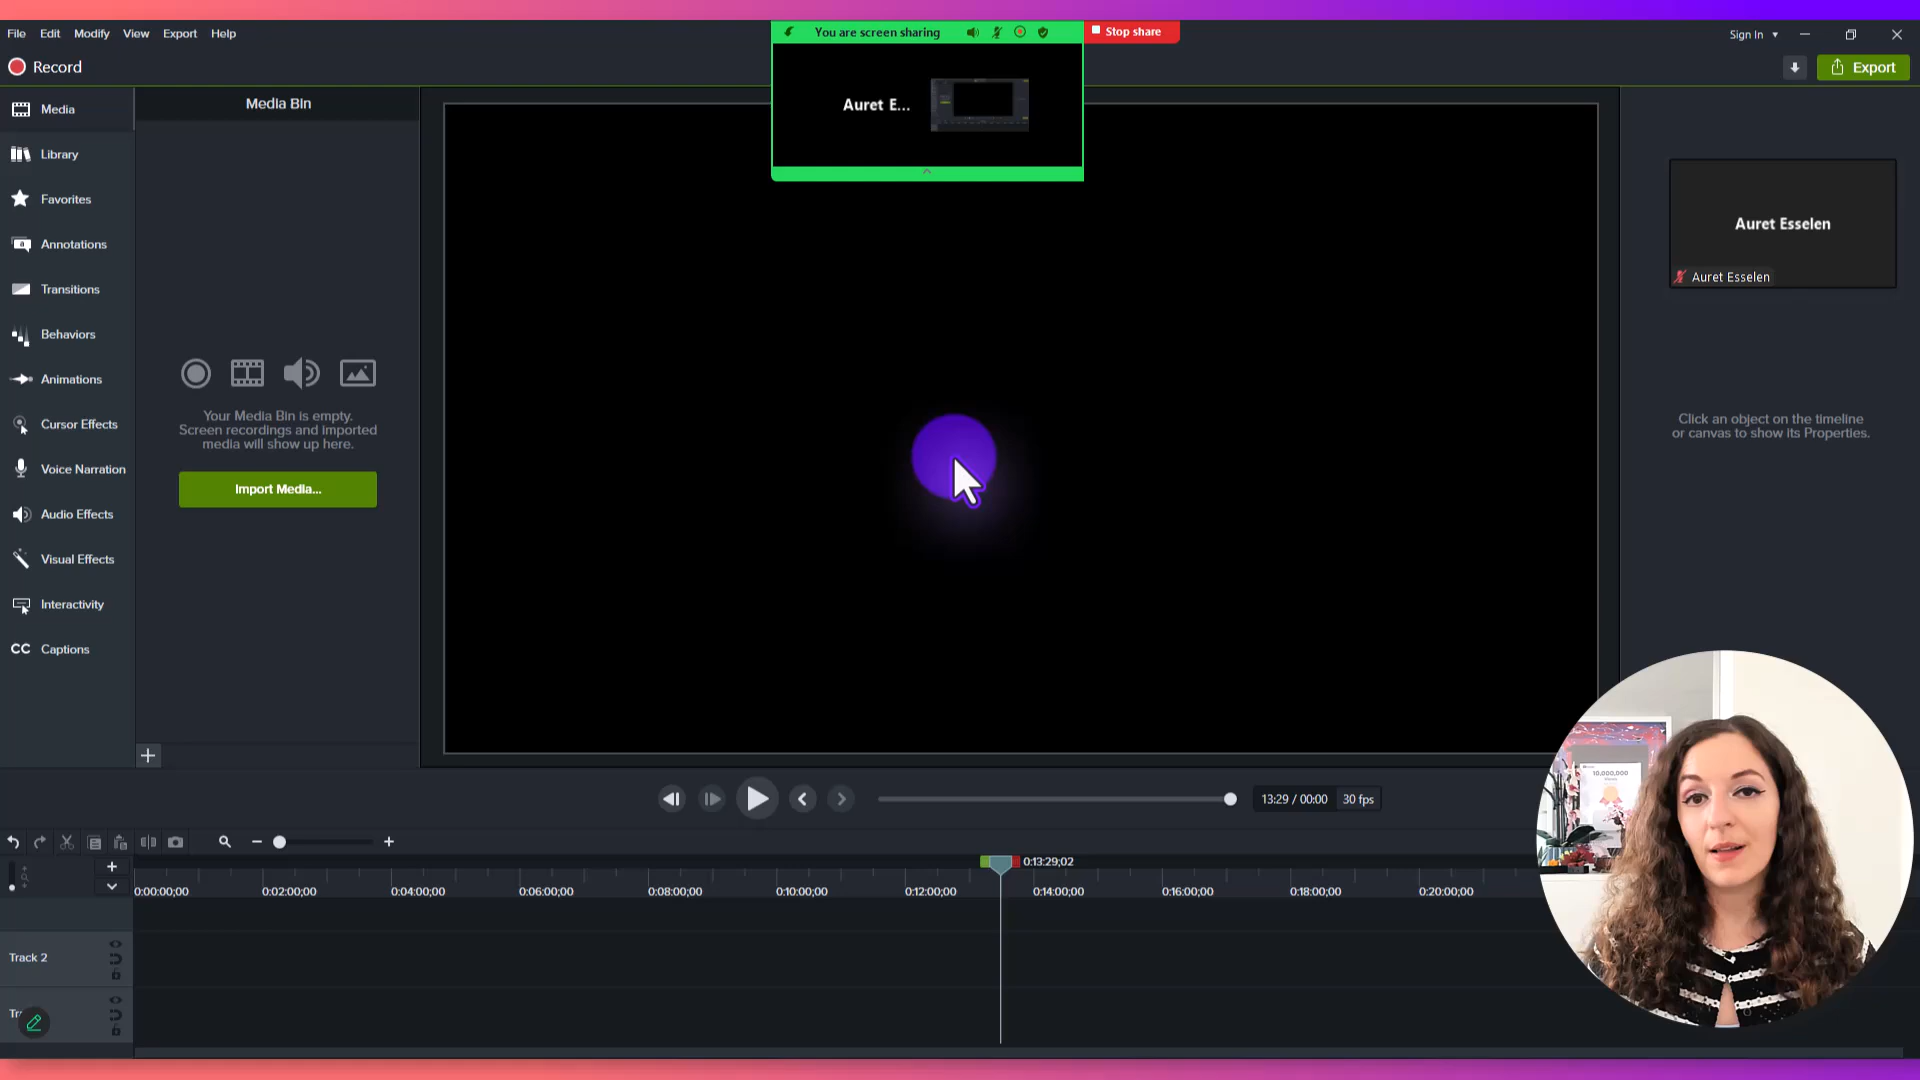 File Edit Modify View Export Help
You are screen sharing
Stop share
Sign In
Record
Export
Auret E...
Media
Library
Favorites
Annotations
Transitions
Behaviors
Animations
Cursor Effects
Voice Narration
Audio Effects
Visual Effects
Interactivity
CC Captions
Media Bin
Your Media Bin is empty.
Screen recordings and imported
media will show up here.
Import Media...
Auret Esselen
Auret Esselen
Click an object on the timeline
or canvas to show its Properties.
10,000,000
13:29 / 00:00 30 fps
0:13:29;02
0:00:00;00 0:02:00;00 0:04:00;00 0:06:00;00 0:08:00;00 0:10:00;00 0:12:00;00 0:14:00;00 0:16:00;00 0:18:00;00 0:20:00;00
Track 2